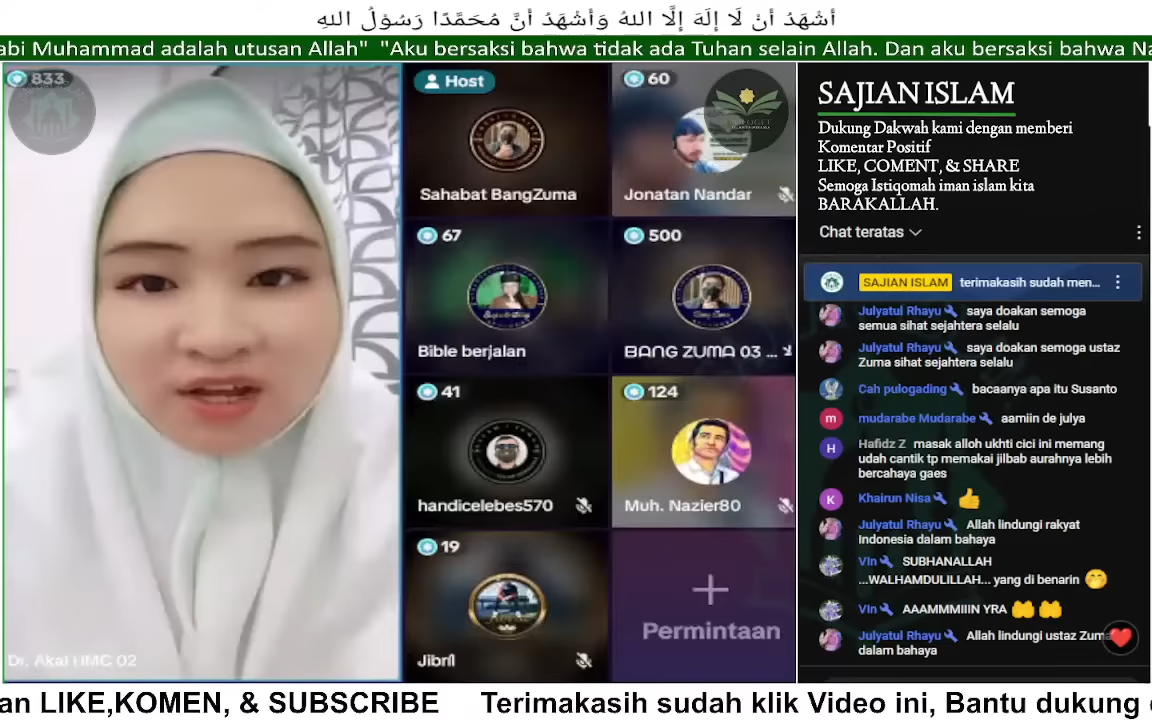 أشْهَدُ أنْ لَا إلَهَ إلَّا اللهُ وَأشْهَدُ أنَّ مُحَمَّدًا رَسُوْلُ اللهِ
abi Muhammad adalah utusan Allah" "Aku bersaksi bahwa tidak ada Tuhan selain Allah. Dan aku bersaksi bahwa Na
833
Dr. Akai HMC 02
Host
Sahabat BangZuma
60
Jonatan Nandar
67
Bible berjalan
500
BANG ZUMA 03 ...
41
handicelebes570
124
Muh. Nazier80
19
Jibril
Permintaan
SAJIAN ISLAM
Dukung Dakwah kami dengan memberi
Komentar Positif
LIKE, COMENT, & SHARE
Semoga Istiqomah iman islam kita
BARAKALLAH.
Chat teratas
SAJIAN ISLAM terimakasih sudah men...
Julyatul Rhayu saya doakan semoga
semua sihat sejahtera selalu
Julyatul Rhayu saya doakan semoga ustaz
Zuma sihat sejahtera selalu
Cah pulogading bacaanya apa itu Susanto
m
mudarabe Mudarabe aamiin de julya
H
Hafidz Z masak alloh ukhti cici ini memang
udah cantik tp memakai jilbab aurahnya lebih
bercahaya gaes
K
Khairun Nisa 👍
Julyatul Rhayu Allah lindungi rakyat
Indonesia dalam bahaya
VIn SUBHANALLAH
...WALHAMDULILLAH... yang di benarin 🤭
VIn AAAMMMIIIN YRA 🤲 🤲
Julyatul Rhayu Allah lindungi ustaz Zum
dalam bahaya
an LIKE,KOMEN, & SUBSCRIBE Terimakasih sudah klik Video ini, Bantu dukung